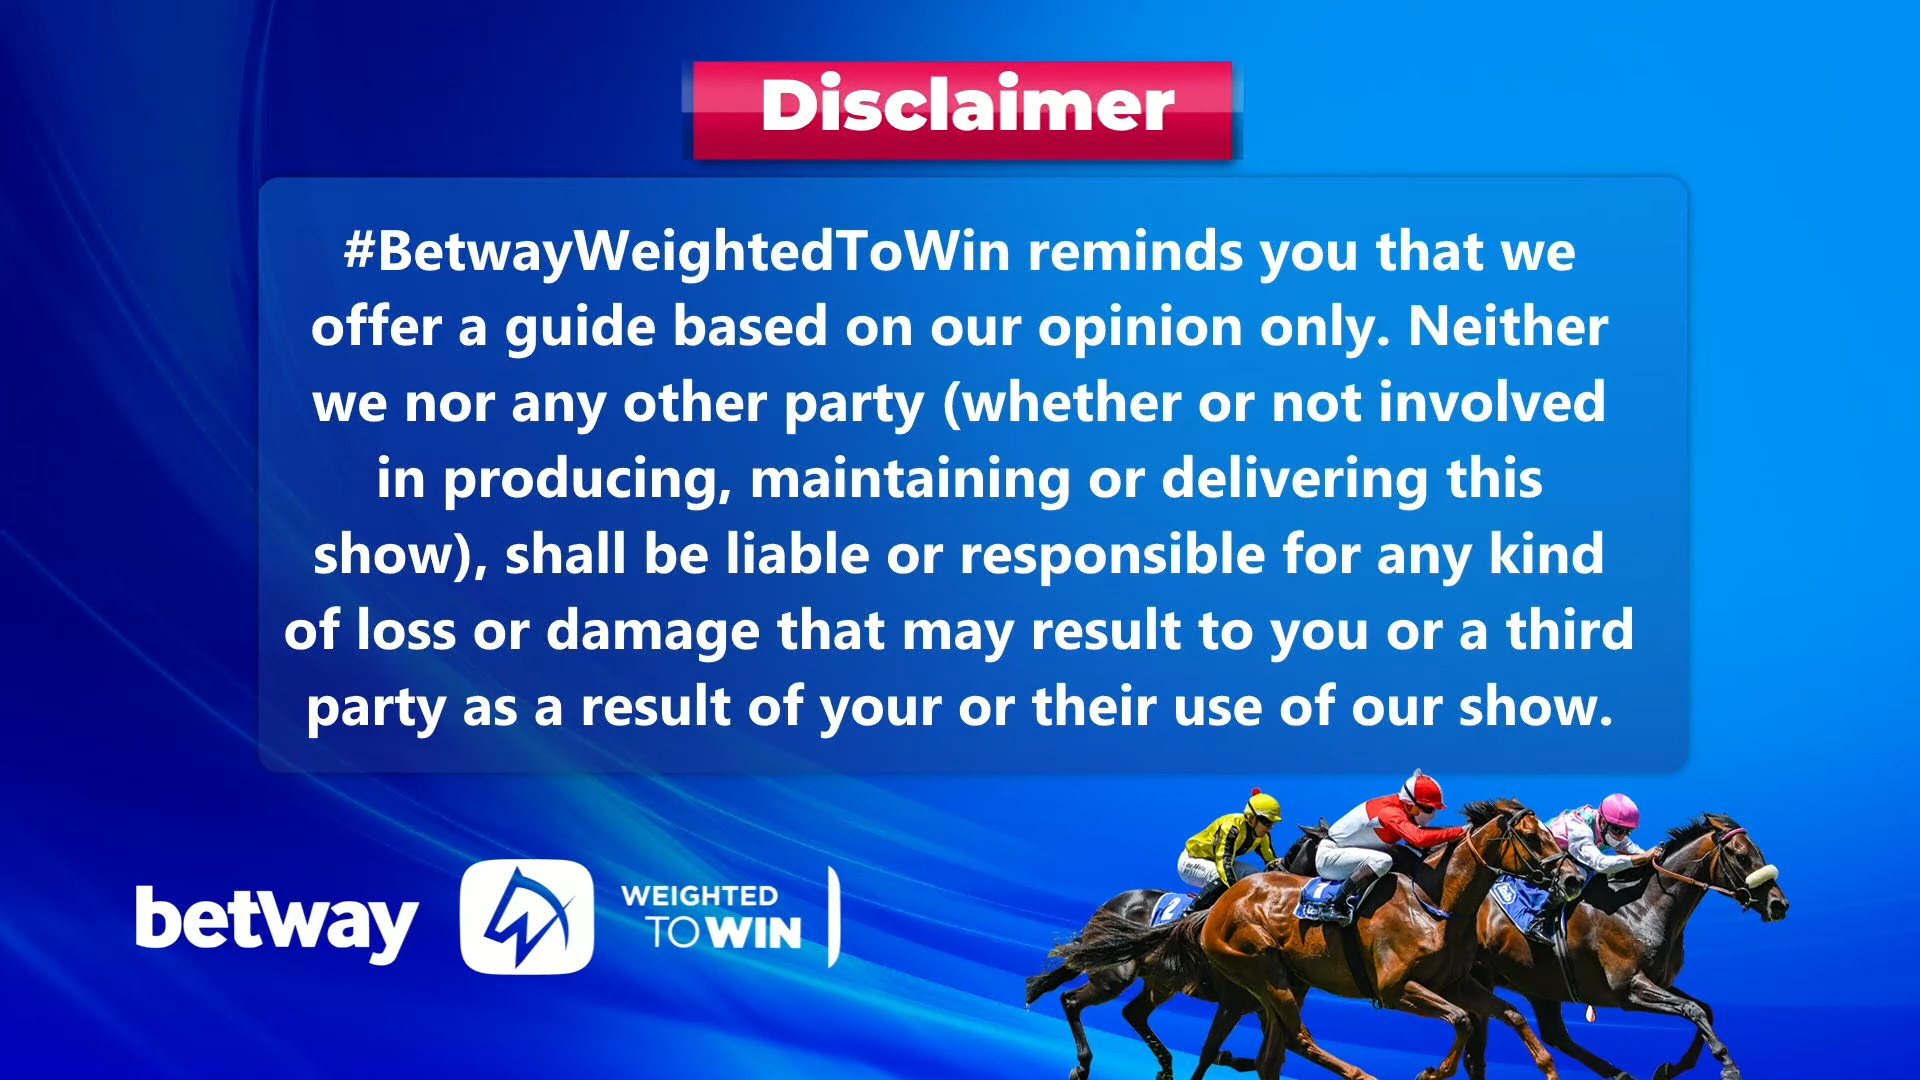 Disclaimer
#BetwayWeightedToWin reminds you that we
offer a guide based on our opinion only. Neither
we nor any other party (whether or not involved
in producing, maintaining or delivering this
show), shall be liable or responsible for any kind
of loss or damage that may result to you or a third
party as a result of your or their use of our show.
betway
WEIGHTED
TO WIN
2
1